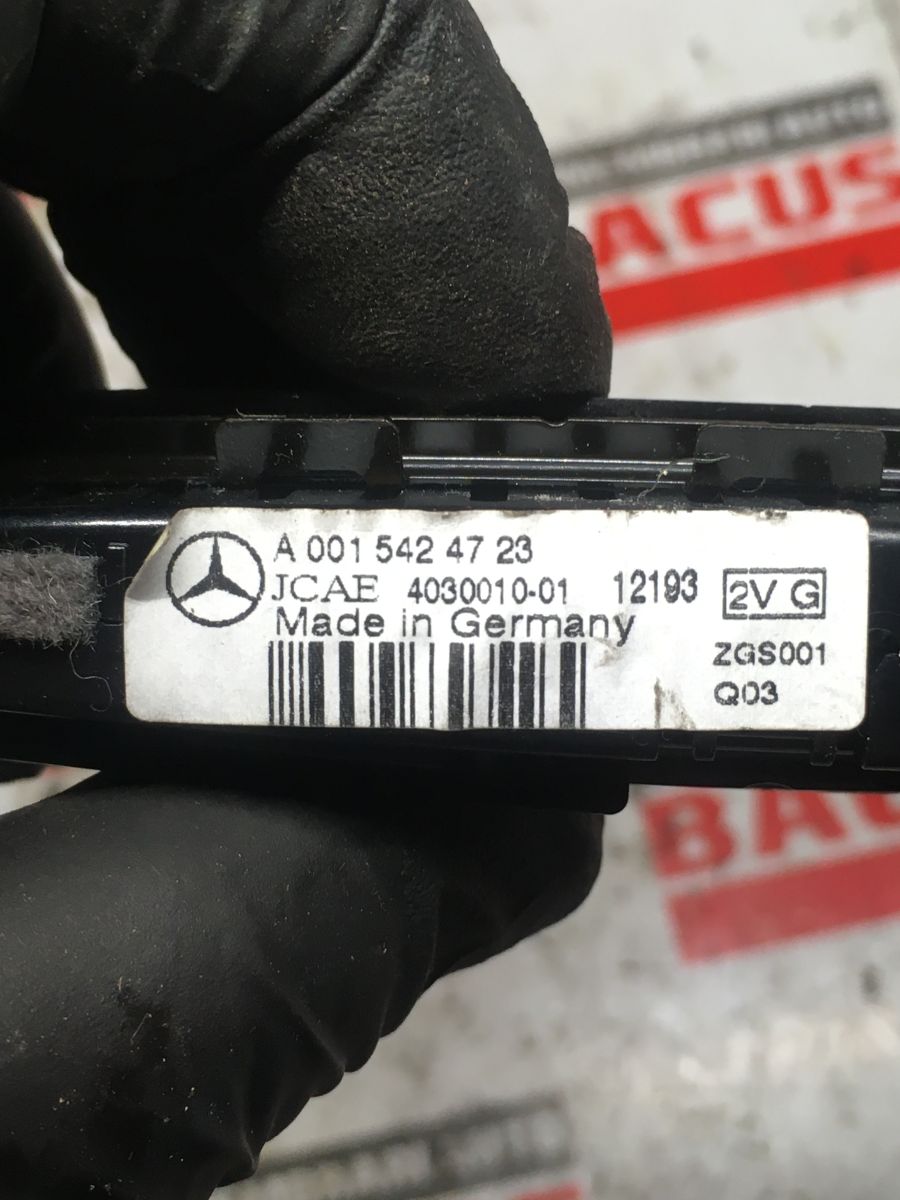 ACUS
A 001 542 47 23
JCAE 4030010-01 12193 2V G
Made in Germany
ZGS001
Q03
BAC